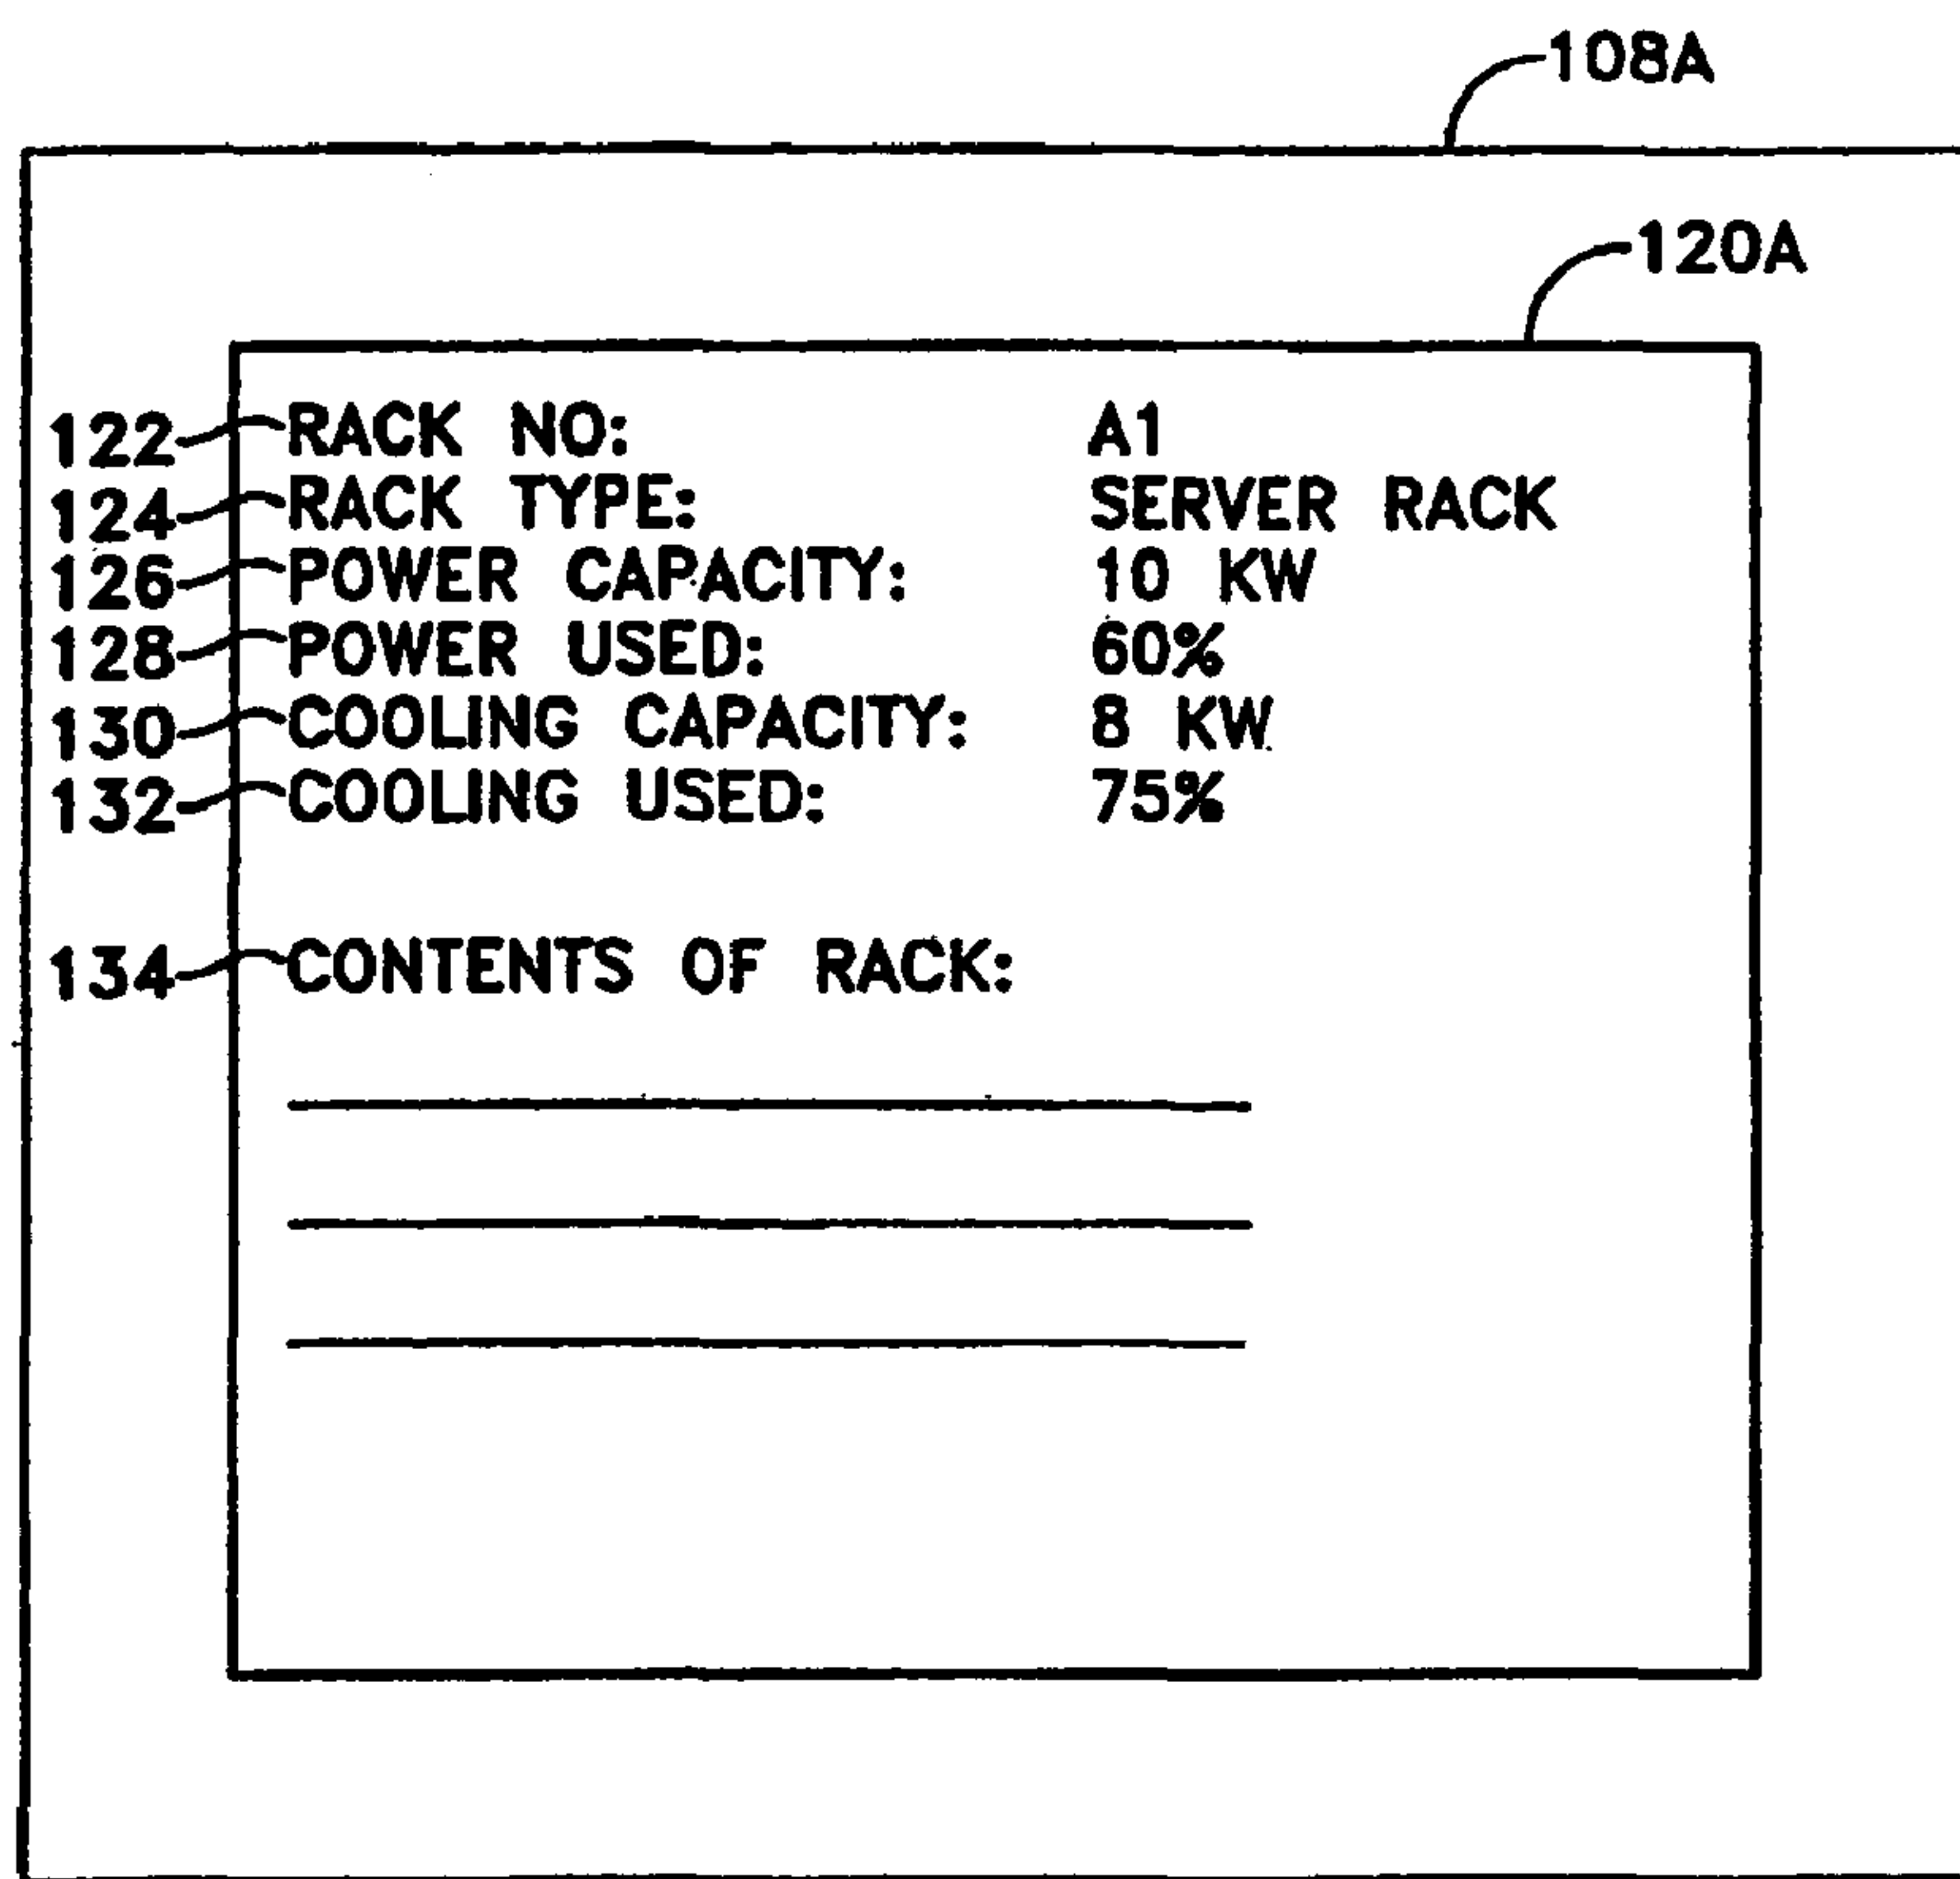 108A
120A
122 RACK NO: A1
124 RACK TYPE: SERVER RACK
126 POWER CAPACITY: 10 KW
128 POWER USED: 60%
130 COOLING CAPACITY: 8 KW
132 COOLING USED: 75%
134 CONTENTS OF RACK: